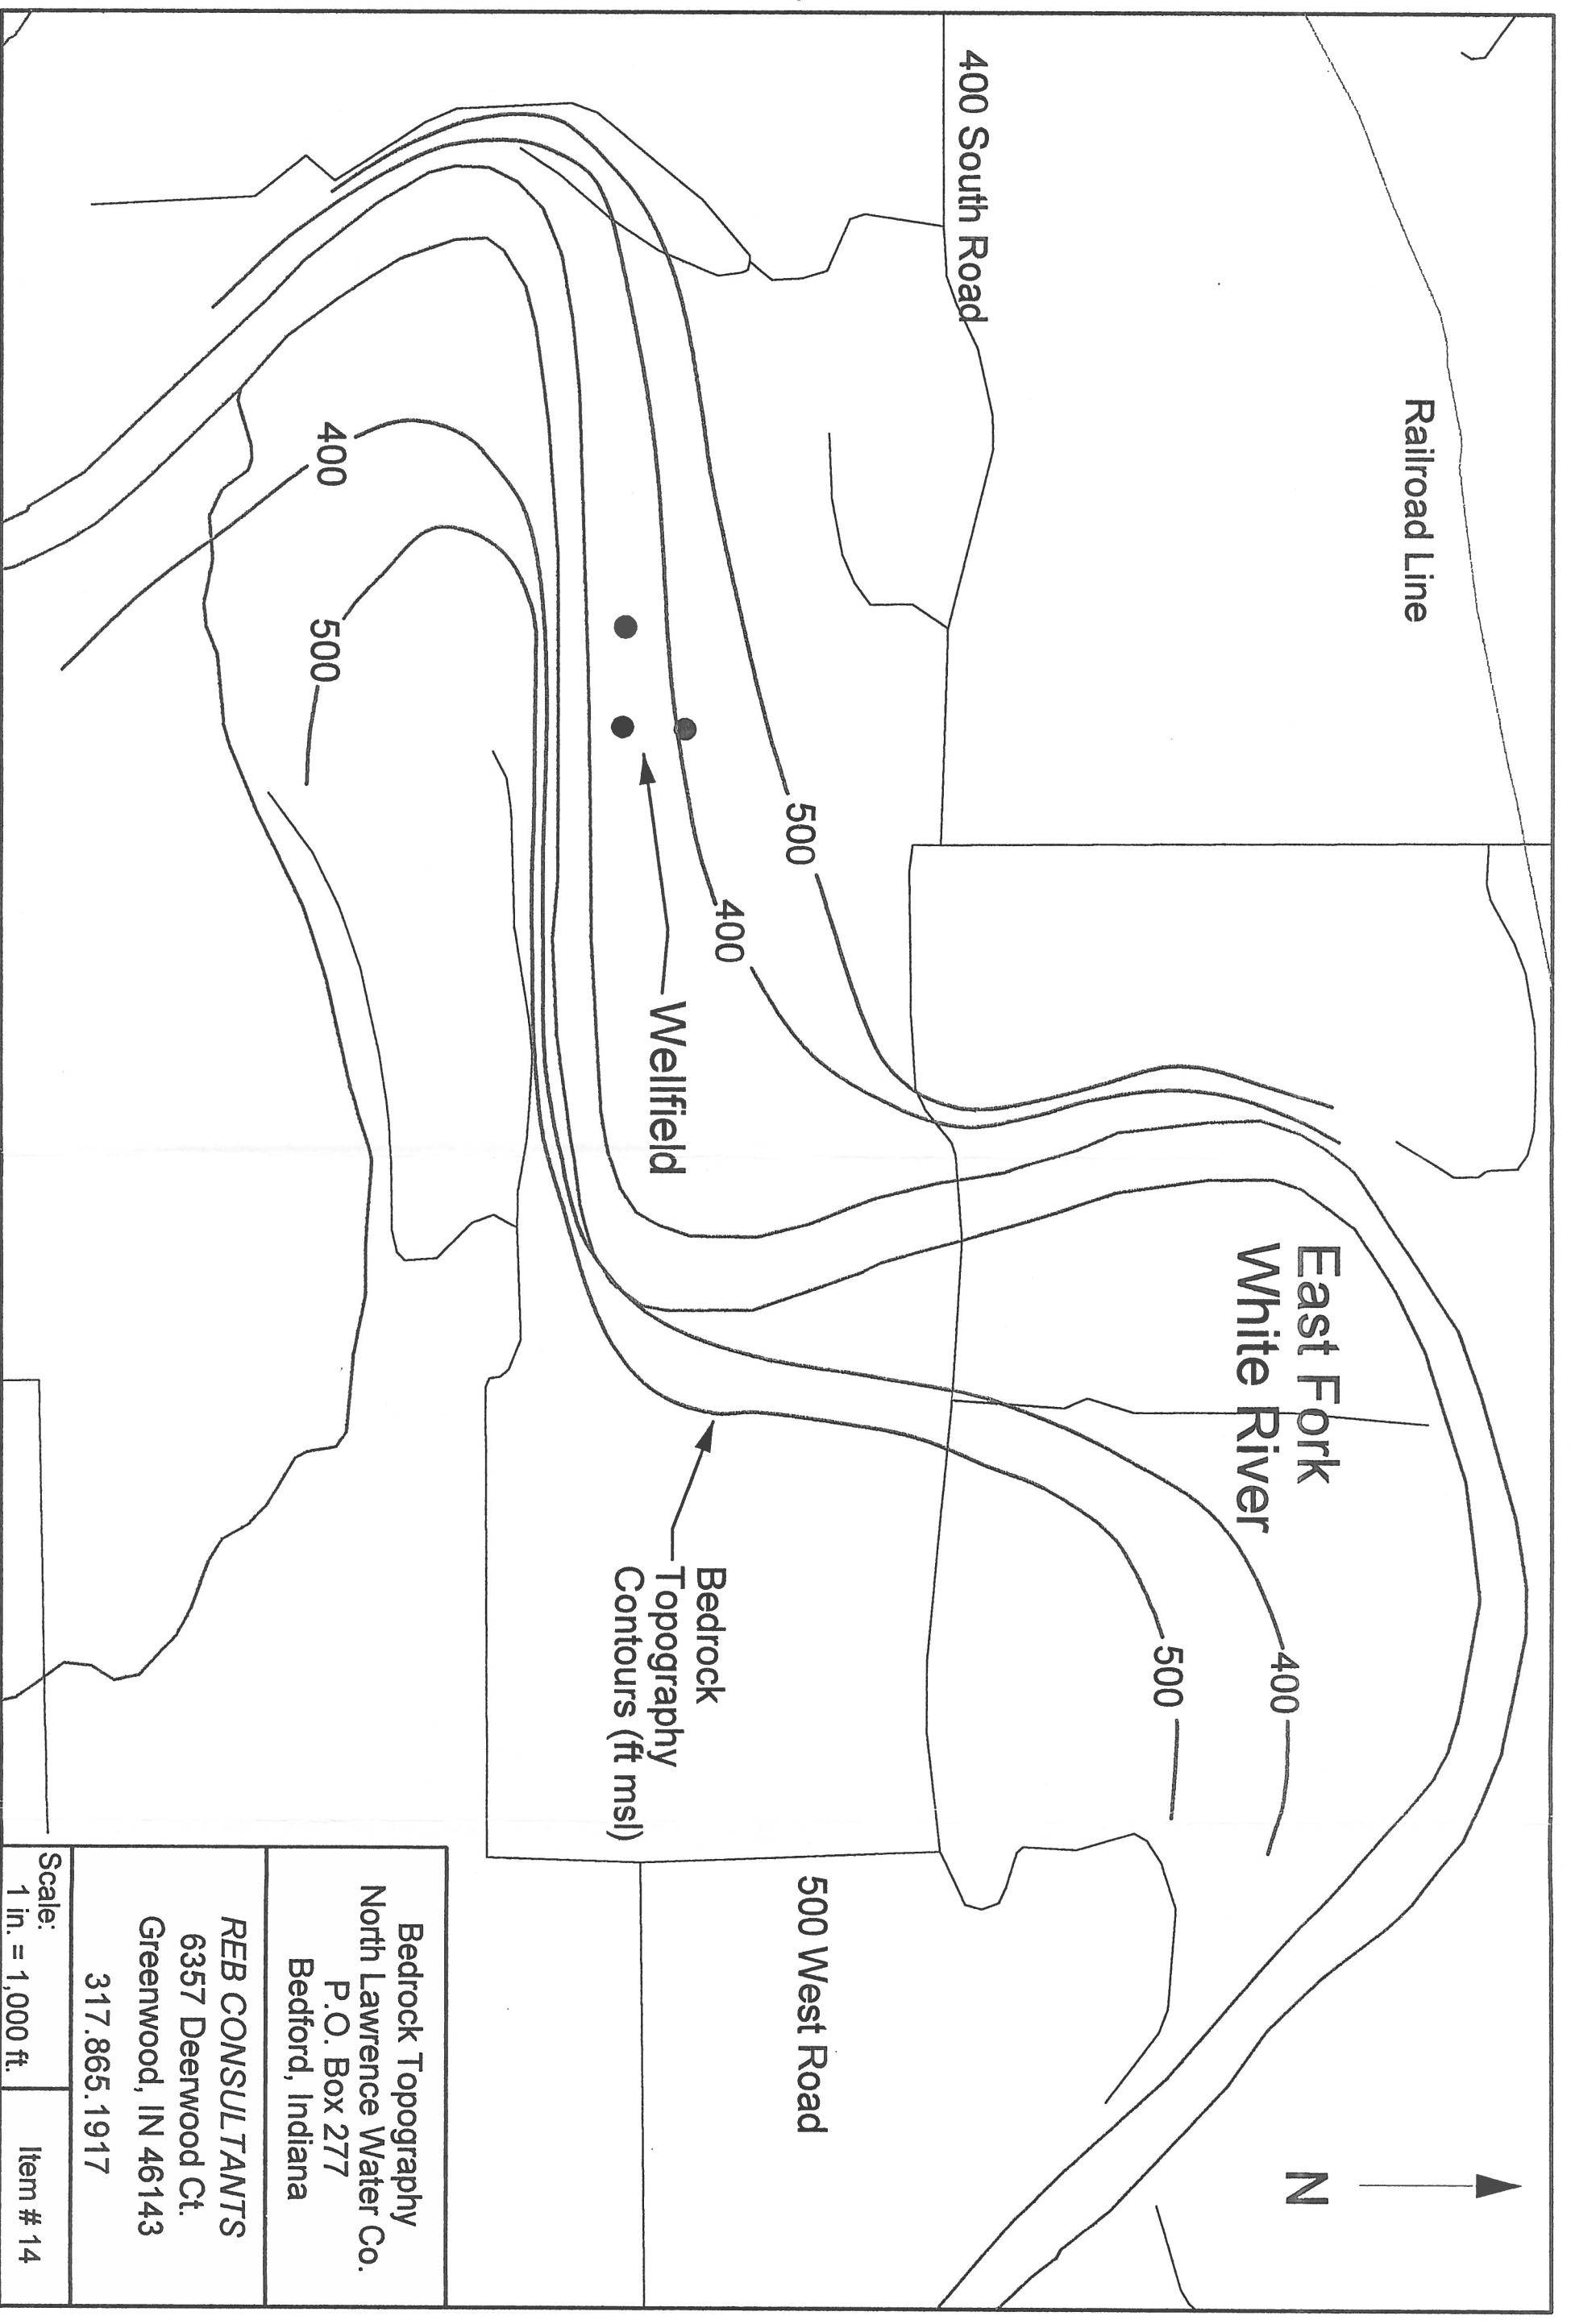 Railroad Line
400 South Road
East Fork
White River
N
400
500
500
400
Wellfield
400
500
Bedrock
Topography
Contours (ft msl)
500 West Road
Bedrock Topography
North Lawrence Water Co.
P.O. Box 277
Bedford, Indiana
REB CONSULTANTS
6357 Deerwood Ct.
Greenwood, IN 46143
317.865.1917
Scale:
1 in. = 1,000 ft.
Item # 14